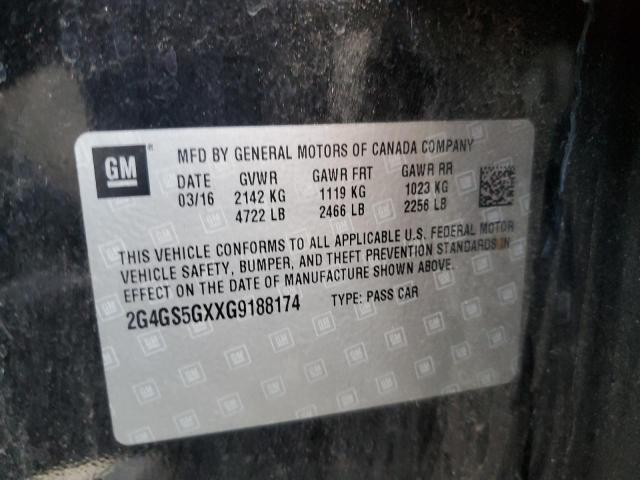 GM ® MFD BY GENERAL MOTORS OF CANADA COMPANY
DATE GVWR GAWR FRT GAWR RR
03/16 2142 KG 1119 KG 1023 KG
4722 LB 2466 LB 2256 LB
THIS VEHICLE CONFORMS TO ALL APPLICABLE U.S. FEDERAL MOTOR
VEHICLE SAFETY, BUMPER, AND THEFT PREVENTION STANDARDS IN
EFFECT ON THE DATE OF MANUFACTURE SHOWN ABOVE.
2G4GS5GXXG9188174 TYPE: PASS CAR